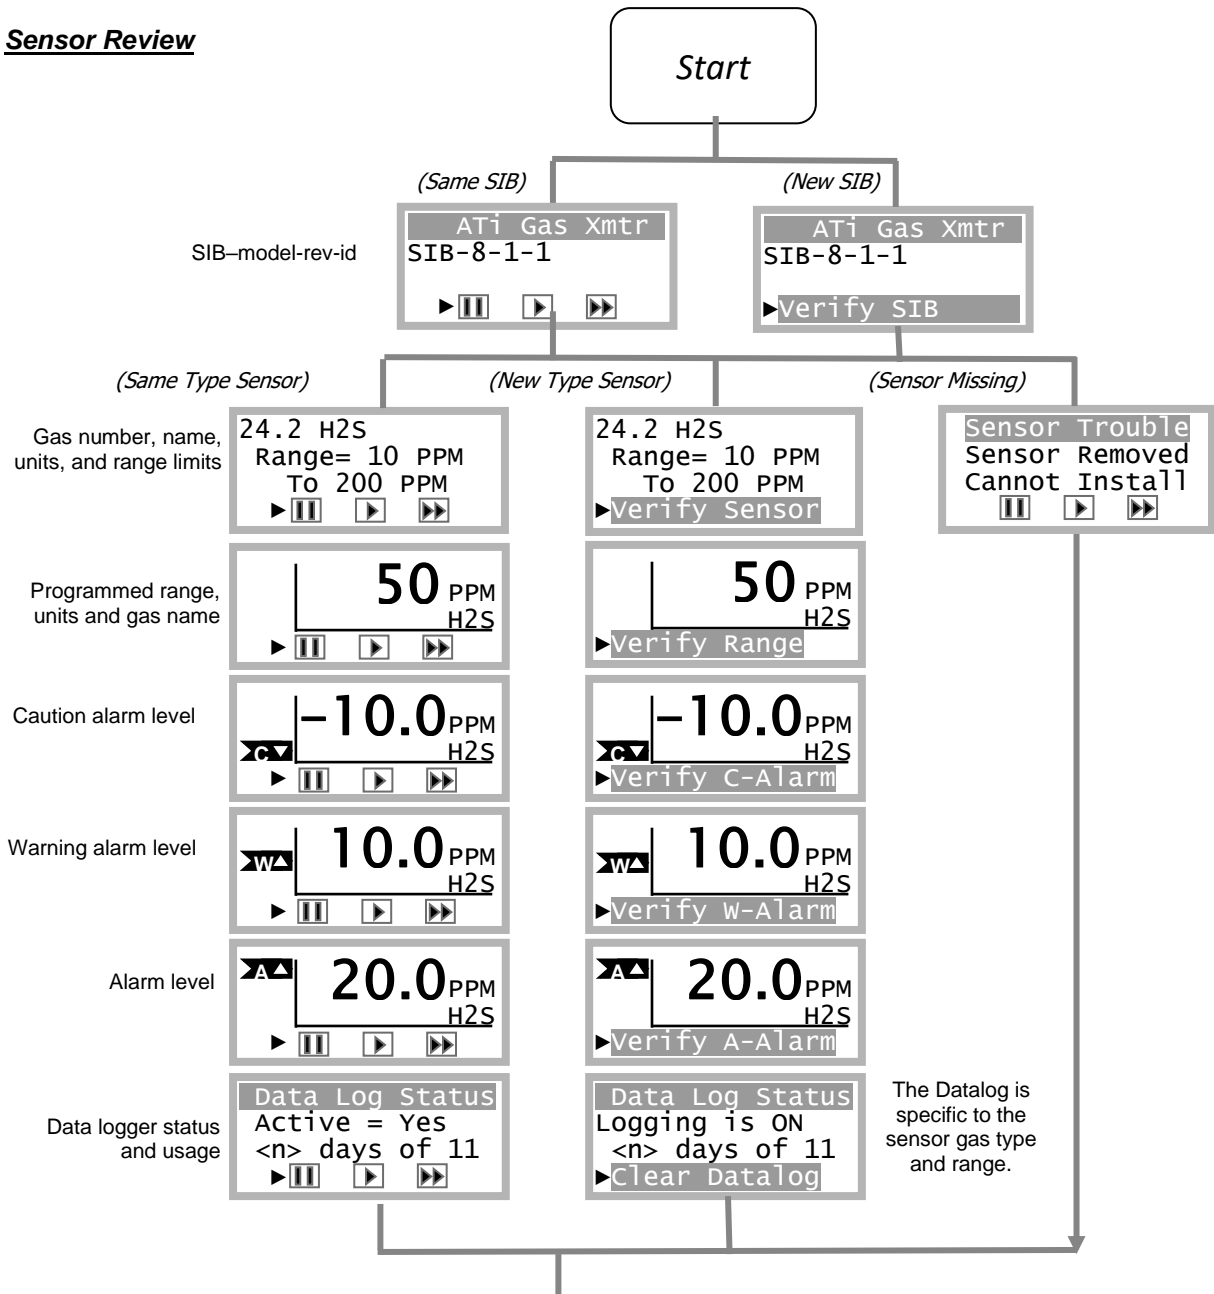 Sensor Review
Start
(Same SIB)
(New SIB)
SIB–model-rev-id
ATi Gas Xmtr
SIB-8-1-1
ATi Gas Xmtr
SIB-8-1-1
Verify SIB
(Same Type Sensor)
(New Type Sensor)
(Sensor Missing)
Gas number, name,
units, and range limits
24.2 H2S
Range= 10 PPM
To 200 PPM
24.2 H2S
Range= 10 PPM
To 200 PPM
Verify Sensor
Sensor Trouble
Sensor Removed
Cannot Install
Programmed range,
units and gas name
50 PPM
H2S
50 PPM
H2S
Verify Range
Caution alarm level
-10.0 PPM
H2S
C
-10.0 PPM
H2S
C
Verify C-Alarm
Warning alarm level
10.0 PPM
W
H2S
10.0 PPM
W
H2S
Verify W-Alarm
Alarm level
A
20.0 PPM
H2S
A
20.0 PPM
H2S
Verify A-Alarm
Data logger status
and usage
Data Log Status
Active = Yes
<n> days of 11
Data Log Status
Logging is ON
<n> days of 11
Clear Datalog
The Datalog is
specific to the
sensor gas type
and range.